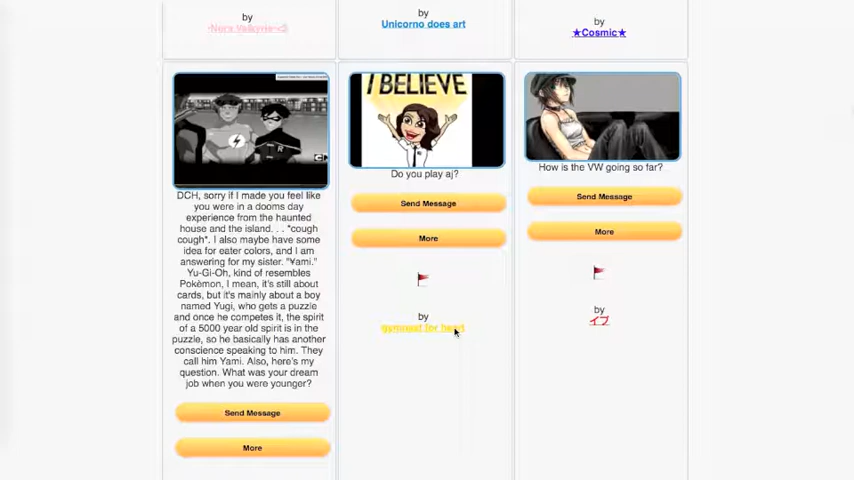 by
by
by
Unicorno does art
★Cosmic★
I BELIEVE
DCH, sorry if I made you feel like
you were in a dooms day
experience from the haunted
house and the island. . . *cough
cough*. I also maybe have some
idea for eater colors, and I am
answering for my sister. "Yami."
Yu-Gi-Oh, kind of resembles
Pokèmon, I mean, it's still about
cards, but it's mainly about a boy
named Yugi, who gets a puzzle
and once he competes it, the spirit
of a 5000 year old spirit is in the
puzzle, so he basically has another
conscience speaking to him. They
call him Yami. Also, here's my
question. What was your dream
job when you were younger?
Send Message
More
Do you play aj?
Send Message
More
by
gymnast for
How is the VW going so far?
Send Message
More
by
イブ